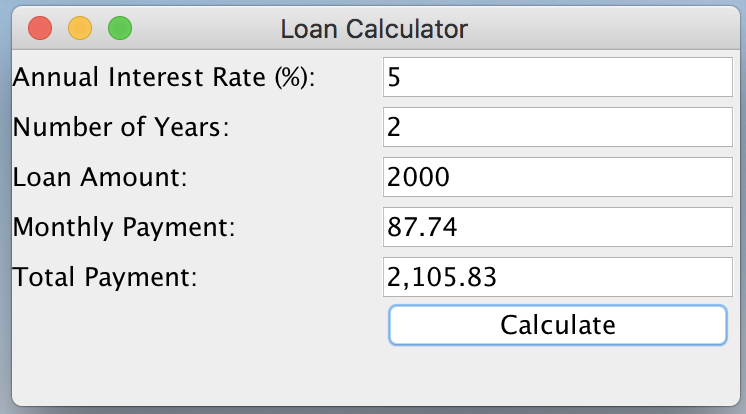 Loan Calculator
Annual Interest Rate (%): 5
Number of Years: 2
Loan Amount: 2000
Monthly Payment: 87.74
Total Payment: 2,105.83
Calculate